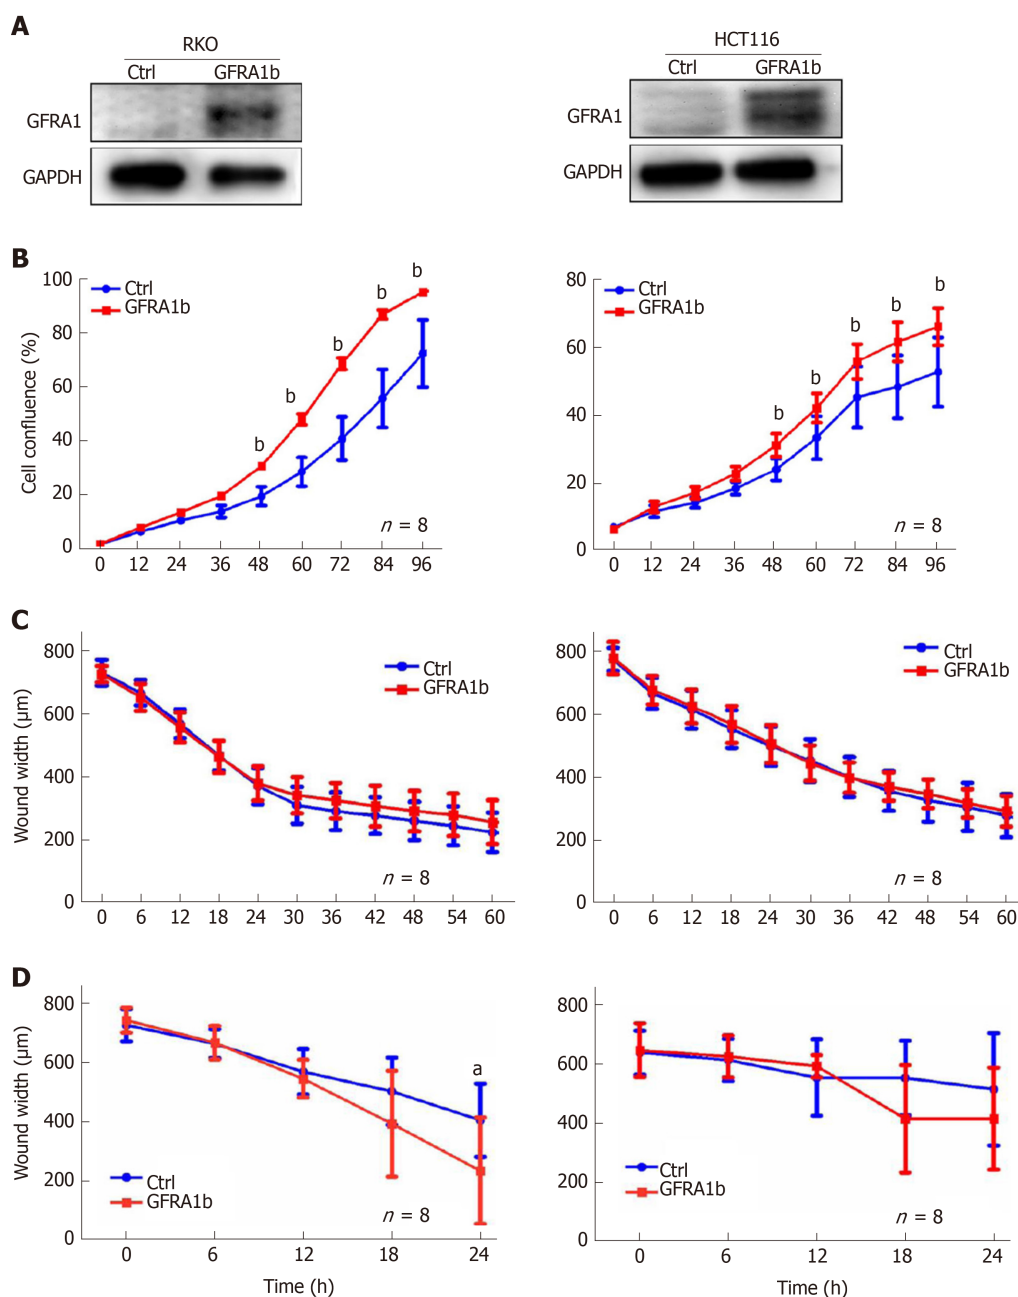 A
RKO
Ctrl GFRA1b
GFRA1
GAPDH
HCT116
Ctrl GFRA1b
GFRA1
GAPDH
B
Cell confluence (%)
100
80
60
40
20
0
Ctrl
GFRA1b
b b b b b
n = 8
0 12 24 36 48 60 72 84 96
80
60
40
20
0
Ctrl
GFRA1b
b b b b b
n = 8
0 12 24 36 48 60 72 84 96
C
Wound width (µm)
800
600
400
200
0
Ctrl
GFRA1b
n = 8
0 6 12 18 24 30 36 42 48 54 60
800
600
400
200
0
Ctrl
GFRA1b
n = 8
0 6 12 18 24 30 36 42 48 54 60
D
Wound width (µm)
800
600
400
200
0
a
Ctrl
GFRA1b
n = 8
0 6 12 18 24
Time (h)
800
600
400
200
0
Ctrl
GFRA1b
n = 8
0 6 12 18 24
Time (h)